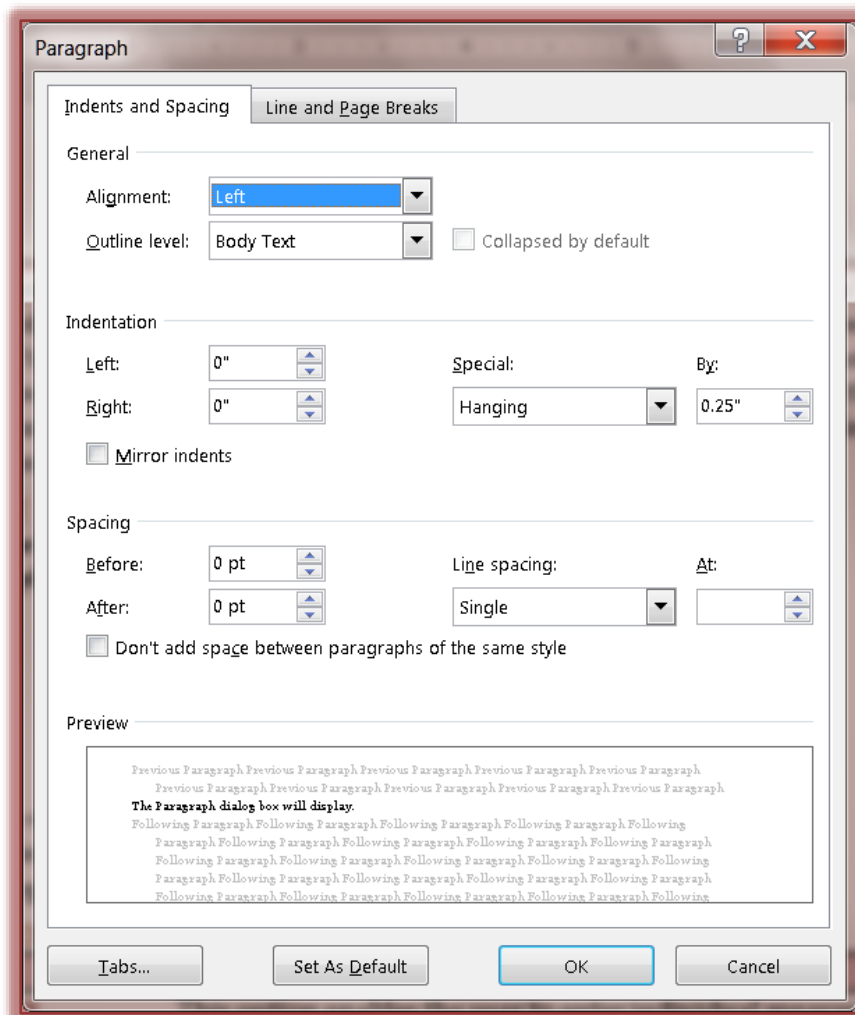 Paragraph
Indents and Spacing Line and Page Breaks
General
Alignment: Left
Outline level: Body Text Collapsed by default
Indentation
Left: 0" Special: By:
Right: 0" Hanging 0.25"
Mirror indents
Spacing
Before: 0 pt Line spacing: At:
After: 0 pt Single
Don't add space between paragraphs of the same style
Preview
Previous Paragraph Previous Paragraph Previous Paragraph Previous Paragraph Previous Paragraph
Previous Paragraph Previous Paragraph Previous Paragraph Previous Paragraph Previous Paragraph
The Paragraph dialog box will display.
Following Paragraph Following Paragraph Following Paragraph Following Paragraph Following
Paragraph Following Paragraph Following Paragraph Following Paragraph Following Paragraph
Following Paragraph Following Paragraph Following Paragraph Following Paragraph Following
Paragraph Following Paragraph Following Paragraph Following Paragraph Following Paragraph
Following Paragraph Following Paragraph Following Paragraph Following Paragraph Following
Tabs... Set As Default OK Cancel